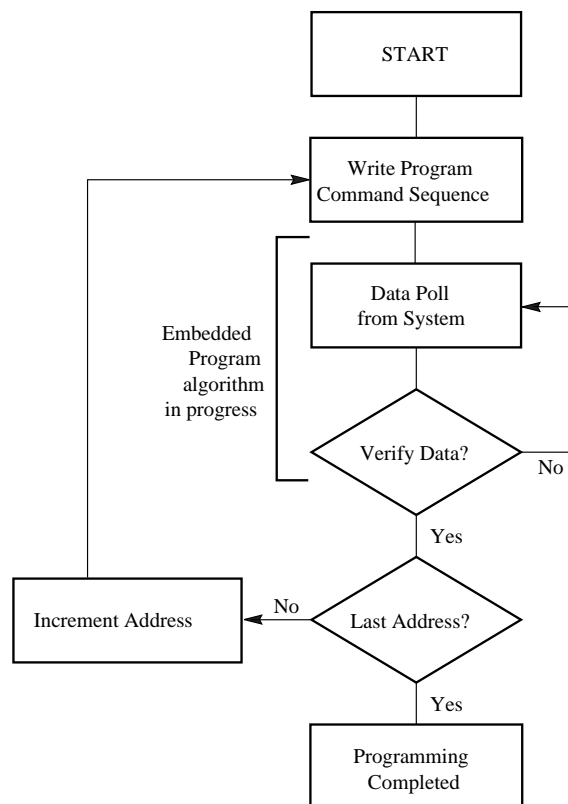 START
Write Program
Command Sequence
Data Poll
from System
Embedded
Program
algorithm
in progress
Verify Data?
No
Yes
Increment Address
No
Last Address?
Yes
Programming
Completed